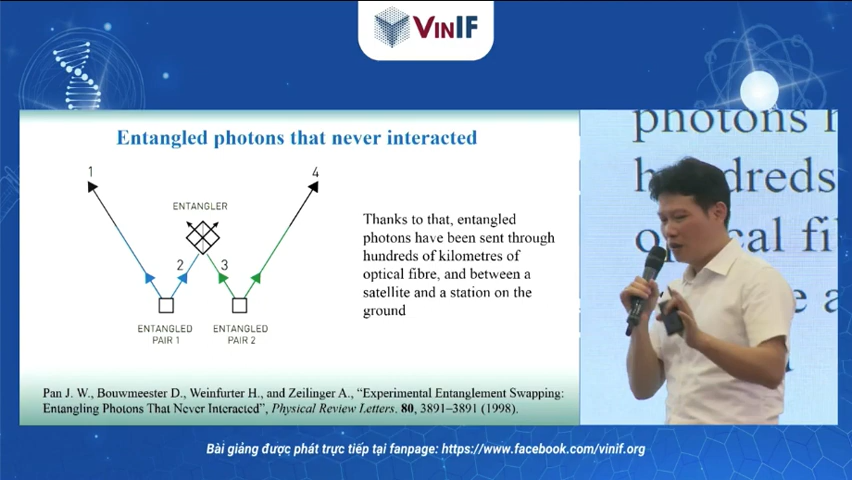 VINIF
Entangled photons that never interacted
1
4
ENTANGLER
2
3
ENTANGLED
PAIR 1
ENTANGLED
PAIR 2
Thanks to that, entangled
photons have been sent through
hundreds of kilometres of
optical fibre, and between a
satellite and a station on the
ground
Pan J. W., Bouwmeester D., Weinfurter H., and Zeilinger A., “Experimental Entanglement Swapping:
Entangling Photons That Never Interacted”, Physical Review Letters. 80, 3891–3891 (1998).
photons h
hundreds
optical fi
e a
Bài giảng được phát trực tiếp tại fanpage: https://www.facebook.com/vinif.org